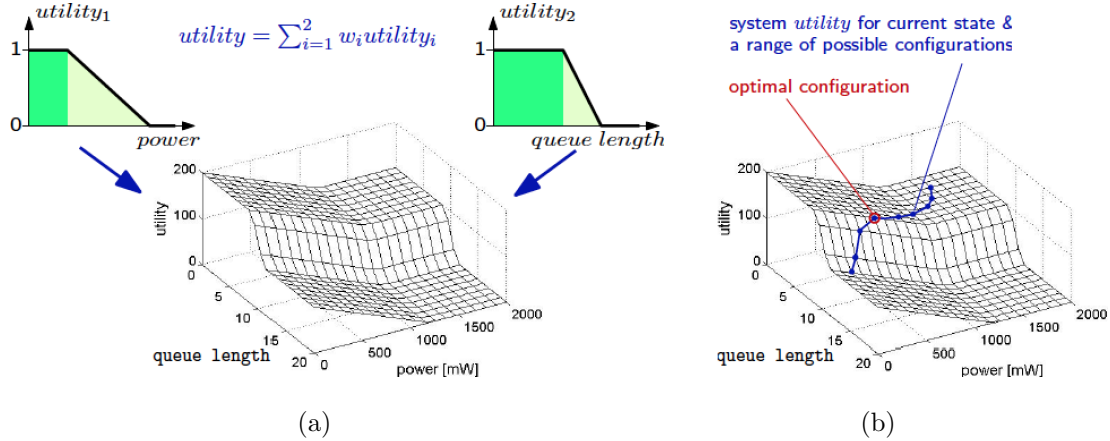 utility₁
1
0
power
utility = ∑²ᵢ₌₁ wᵢutilityᵢ
utility₂
1
0
queue length
200
100
0
utility
0
5
10
15
20
queue length
0
500
1000
1500
2000
power [mW]
(a)
system utility for current state &
a range of possible configurations
optimal configuration
200
100
0
utility
0
5
10
15
20
queue length
0
500
1000
1500
2000
power [mW]
(b)